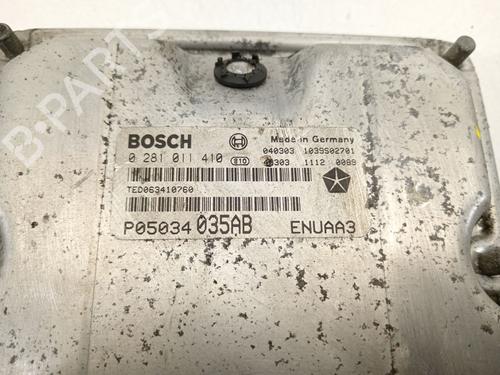 B-PARTS
BOSCH Made in Germany
0 281 011 410 040303 1039S02701
1112 0089
TED063410760
P05034 035AB ENUAA3